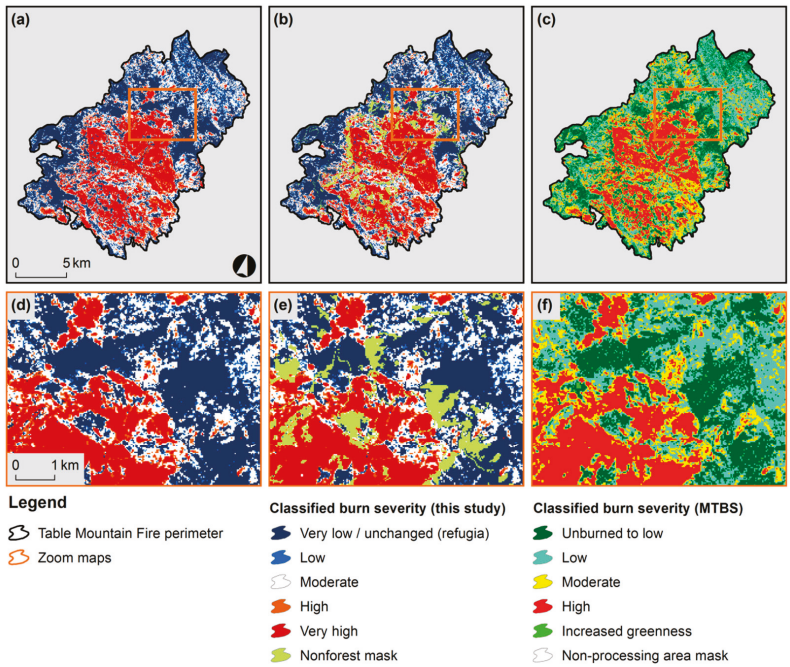 (a)
(b)
(c)
0 5 km
(d)
(e)
(f)
0 1 km
Legend
Table Mountain Fire perimeter
Zoom maps
Classified burn severity (this study)
Very low / unchanged (refugia)
Low
Moderate
High
Very high
Nonforest mask
Classified burn severity (MTBS)
Unburned to low
Low
Moderate
High
Increased greenness
Non-processing area mask